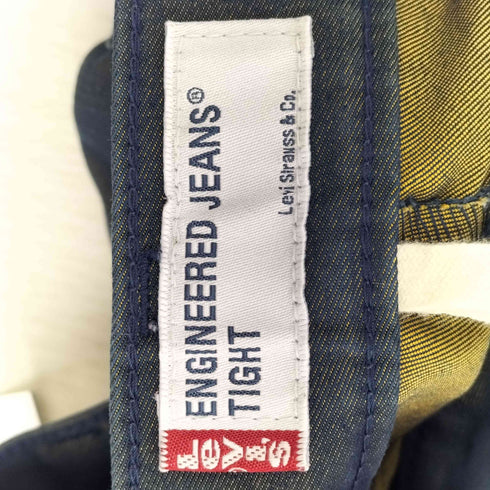 Levi's
ENGINEERED JEANS®
TIGHT
Levi Strauss & Co.